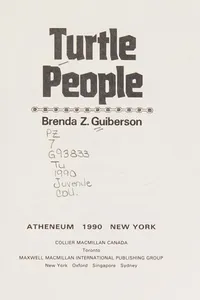 Turtle
People
Brenda Z. Guiberson
PZ
7
G93833
Tu
1990
Juvenile
Coll.
ATHENEUM 1990 NEW YORK
COLLIER MACMILLAN CANADA
Toronto
MAXWELL MACMILLAN INTERNATIONAL PUBLISHING GROUP
New York Oxford Singapore Sydney